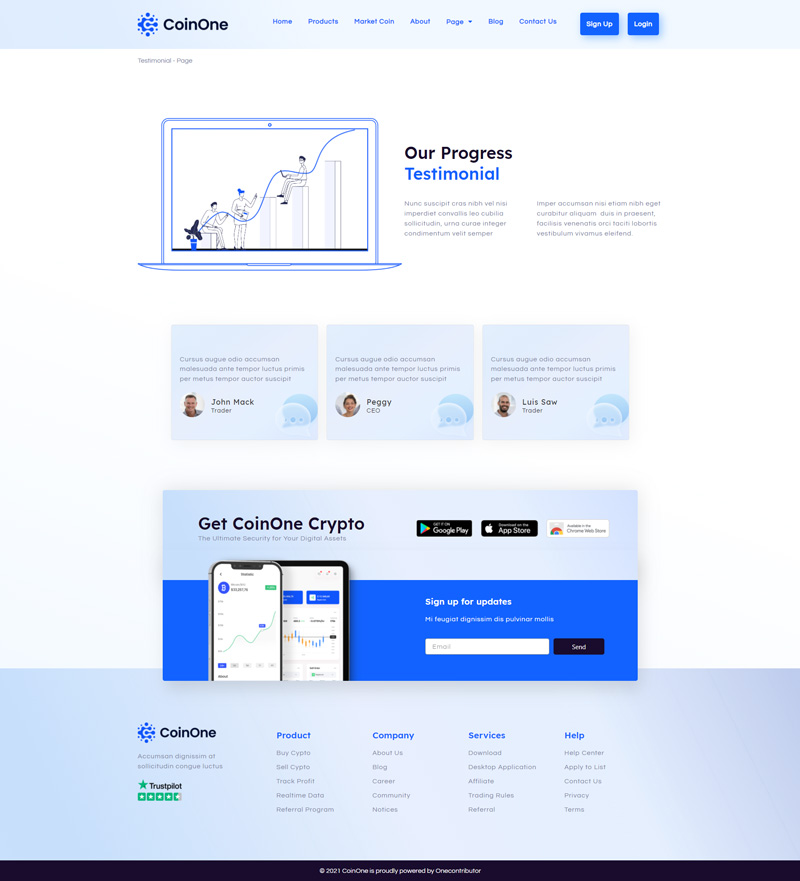 CoinOne
Home Products Market Coin About Page Blog Contact Us
Sign Up Login
Testimonial - Page
Our Progress
Testimonial
Nunc suscipit cras nibh vel nisi
imperdiet convallis leo cubilia
sollicitudin, urna curae integer
condimentum velit semper
Imper accumsan nisi etiam nibh eget
curabitur aliquam duis in praesent,
facilisis venenatis orci taciti lobortis
vestibulum vivamus eleifend.
Cursus augue odio accumsan
malesuada ante tempor luctus primis
per metus tempor auctor suscipit
John Mack
Trader
Cursus augue odio accumsan
malesuada ante tempor luctus primis
per metus tempor auctor suscipit
Peggy
CEO
Cursus augue odio accumsan
malesuada ante tempor luctus primis
per metus tempor auctor suscipit
Luis Saw
Trader
Get CoinOne Crypto
The Ultimate Security for Your Digital Assets
GET IT ON
Google Play
Download on the
App Store
Available in the
Chrome Web Store
Sign up for updates
Mi feugiat dignissim dis pulvinar mollis
Email
Send
CoinOne
Accumsan dignissim at
sollicitudin congue luctus
Trustpilot
Product
Buy Cypto
Sell Cypto
Track Profit
Realtime Data
Referral Program
Company
About Us
Blog
Career
Community
Notices
Services
Download
Desktop Application
Affiliate
Trading Rules
Referral
Help
Help Center
Apply to List
Contact Us
Privacy
Terms
© 2021 CoinOne is proudly powered by Onecontributor